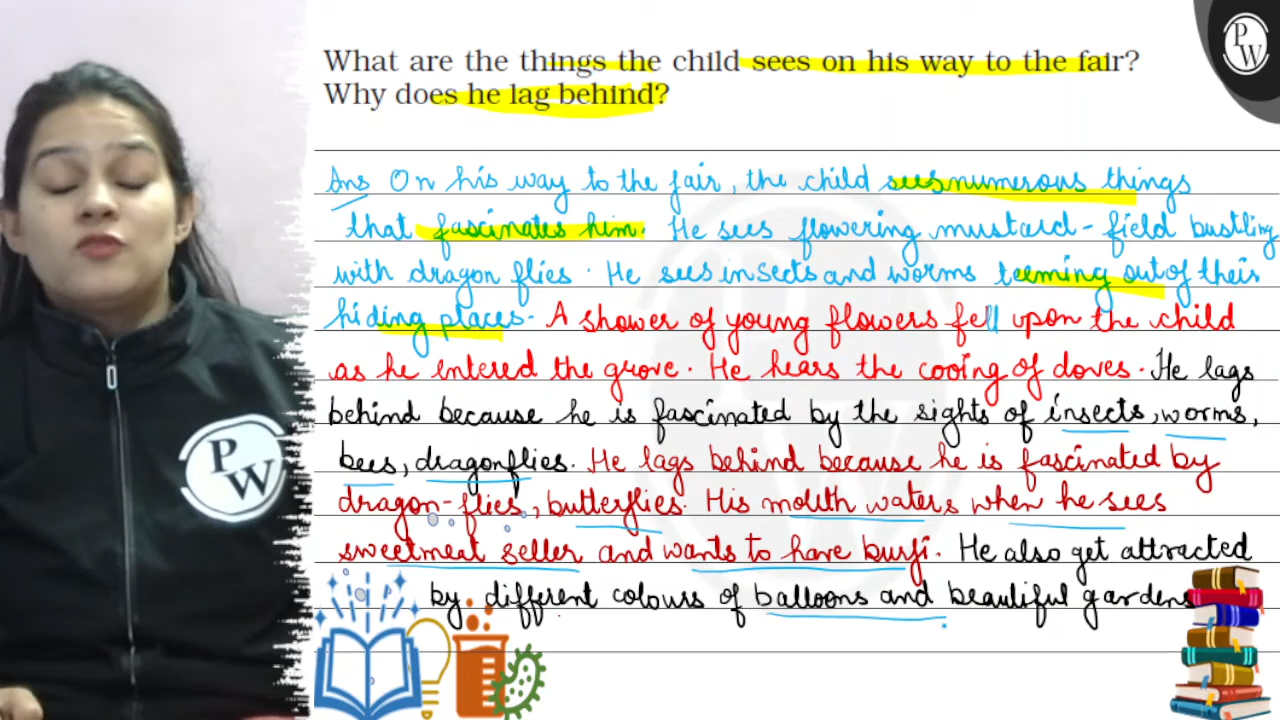 What are the things the child sees on his way to the fair?
Why does he lag behind?
Ans On his way to the fair, the child sees numerous things
that fascinates him. He sees flowering mustard-field bustling
with dragon flies. He sees insects and worms teeming out of their
hiding places. A shower of young flowers fell upon the child
as he entered the grove. He hears the cooing of doves. He lags
behind because he is fascinated by the sights of insects, worms,
bees, dragonflies. He lags behind because he is fascinated by
dragon-flies, butterflies. His mouth waters when he sees
sweetmeat seller and wants to have burfi. He also get attracted
by different colours of balloons and beautiful gardens
PW
PW